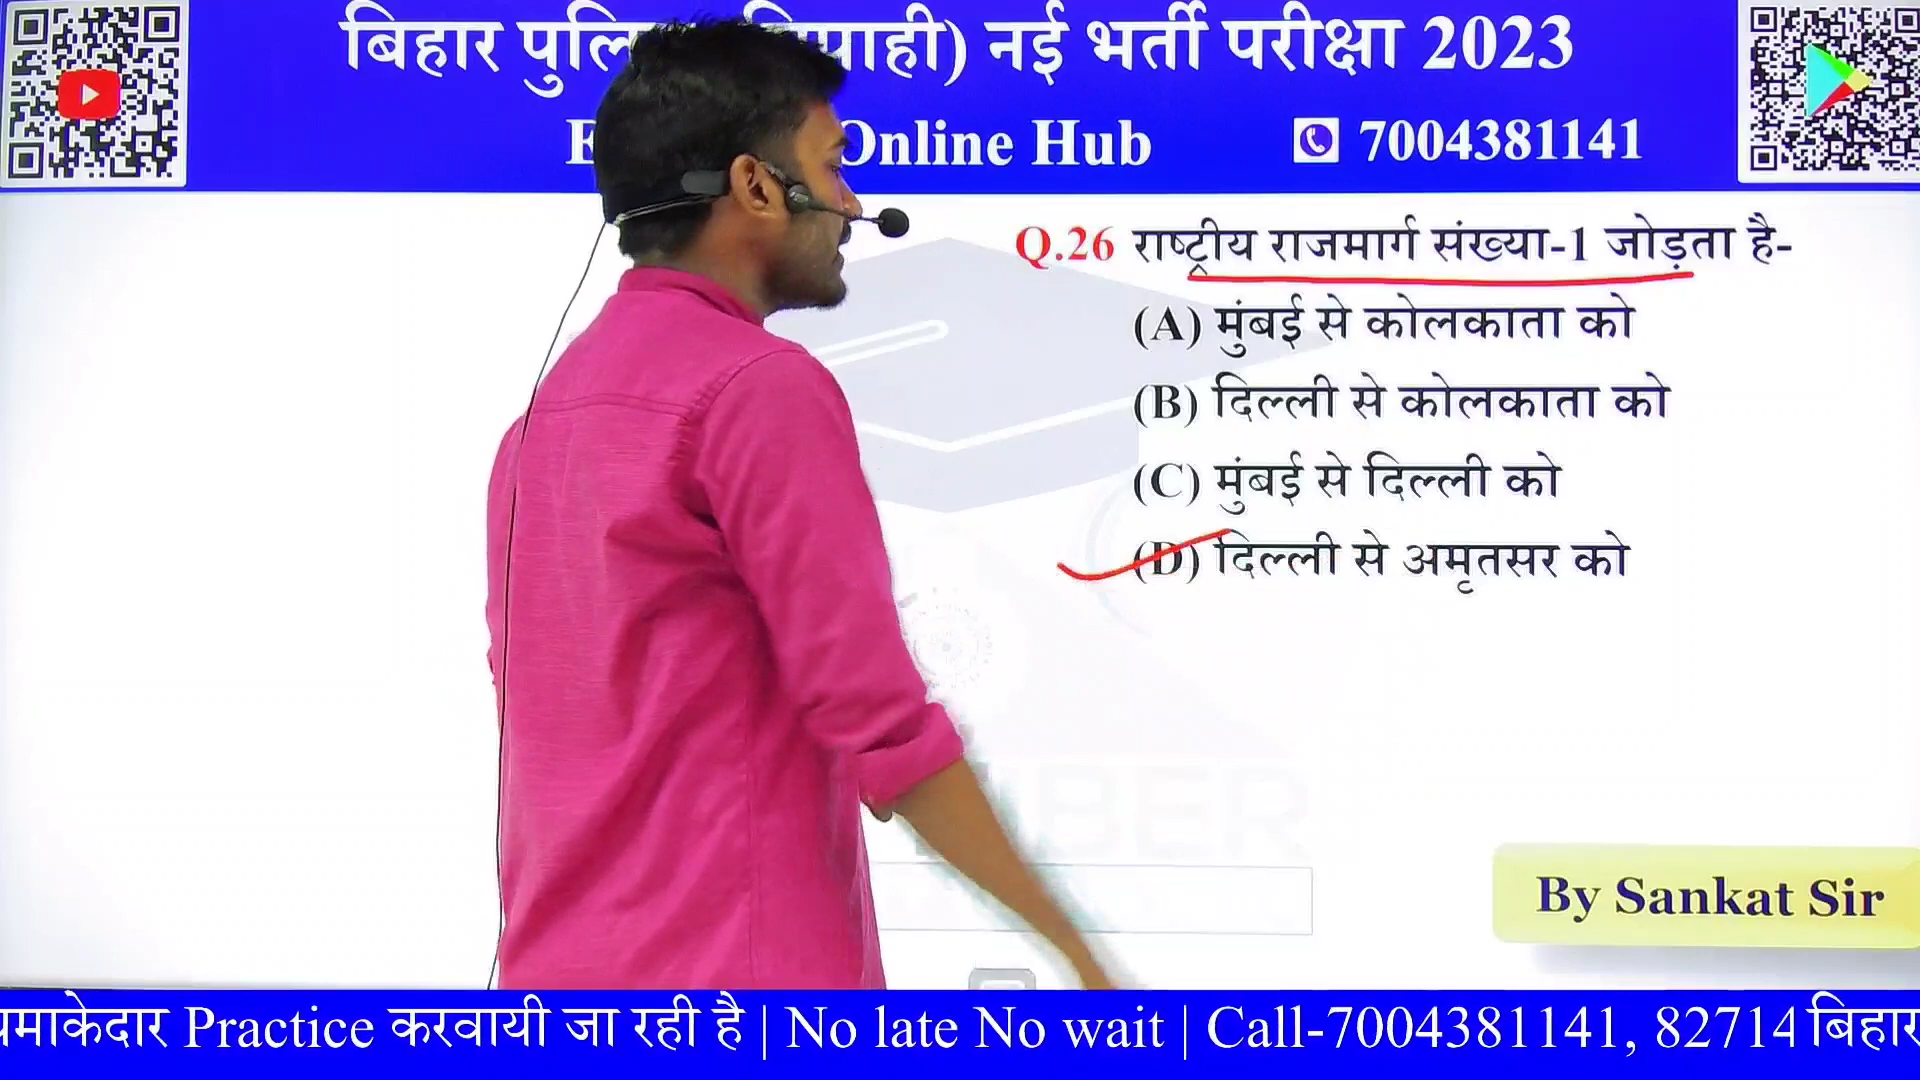 बिहार पुलि प्राही) नई भर्ती परीक्षा 2023
E Online Hub
7004381141
Q.26 राष्ट्रीय राजमार्ग संख्या-1 जोड़ता है-
(A) मुंबई से कोलकाता को
(B) दिल्ली से कोलकाता को
(C) मुंबई से दिल्ली को
(D) दिल्ली से अमृतसर को
BER
By Sankat Sir
माकेदार Practice करवायी जा रही है | No late No wait | Call-7004381141, 82714 बिहार